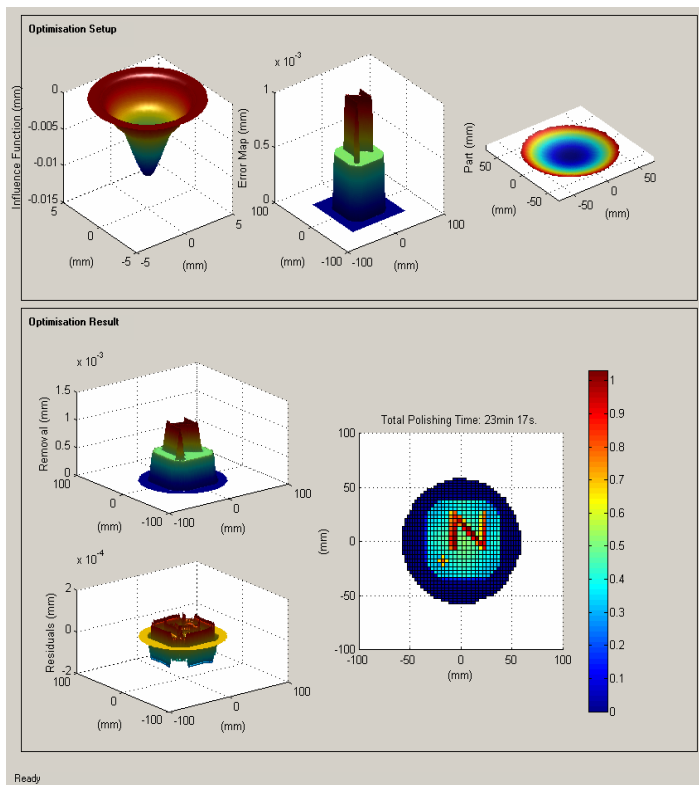 Optimisation Setup
x 10^-3
Influence Function (mm)
0
-0.005
-0.01
-0.015
5
0
-5
(mm)
-5
0
5
(mm)
Error Map (mm)
1
0.5
0
100
0
-100
(mm)
-100
0
100
(mm)
Part (mm)
50
0
-50
(mm)
-50
0
50
(mm)
Optimisation Result
x 10^-3
Removal (mm)
1.5
1
0.5
0
100
0
-100
(mm)
-100
0
100
(mm)
x 10^-4
Residuals (mm)
2
0
-2
100
0
-100
(mm)
-100
0
100
(mm)
Total Polishing Time: 23min 17s.
(mm)
100
50
0
-50
-100
-100
-50
0
50
100
(mm)
N
1
0.9
0.8
0.7
0.6
0.5
0.4
0.3
0.2
0.1
0
Ready